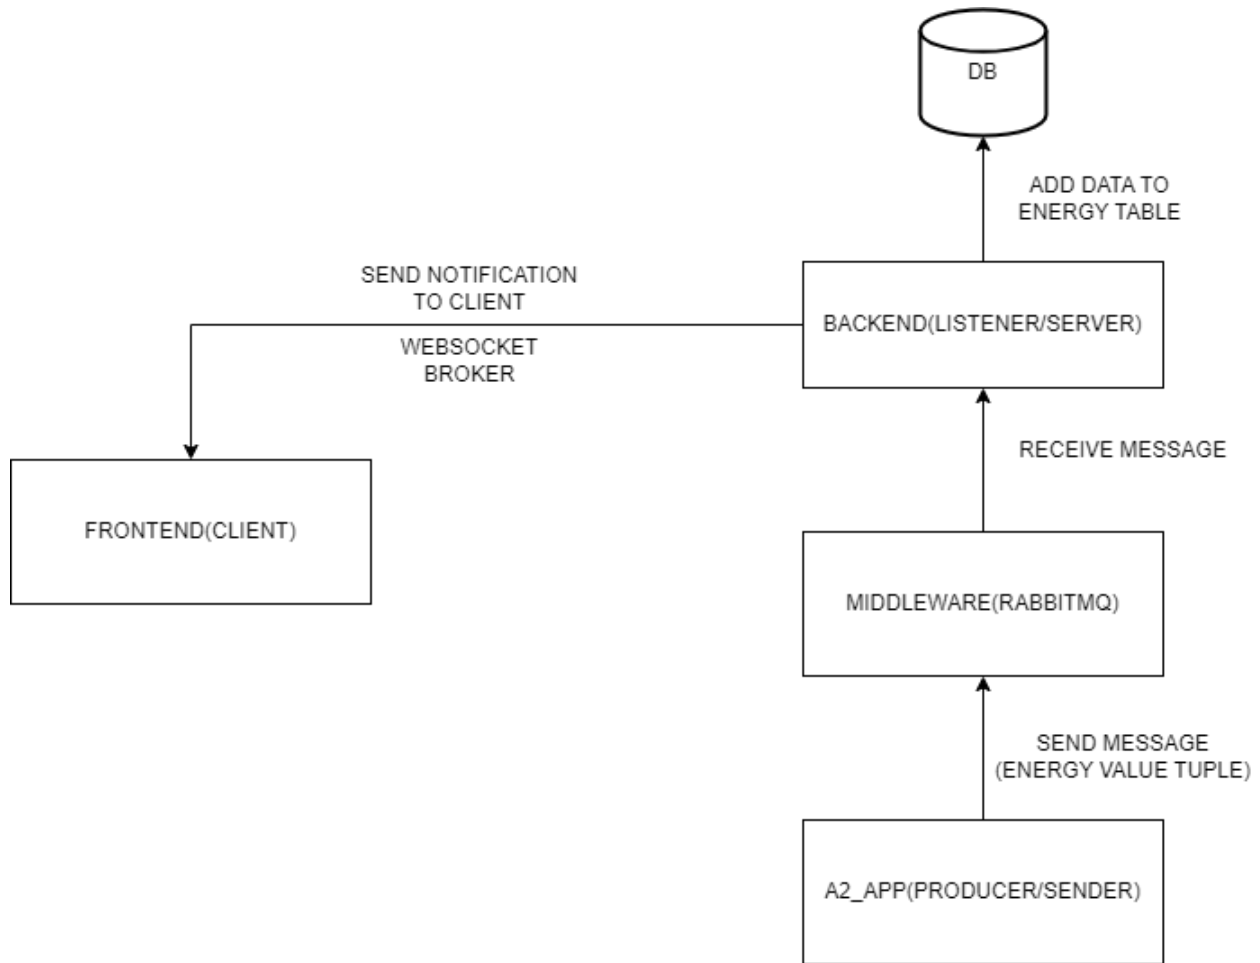 DB
ADD DATA TO
ENERGY TABLE
SEND NOTIFICATION
TO CLIENT
WEBSOCKET
BROKER
BACKEND(LISTENER/SERVER)
RECEIVE MESSAGE
FRONTEND(CLIENT)
MIDDLEWARE(RABBITMQ)
SEND MESSAGE
(ENERGY VALUE TUPLE)
A2_APP(PRODUCER/SENDER)